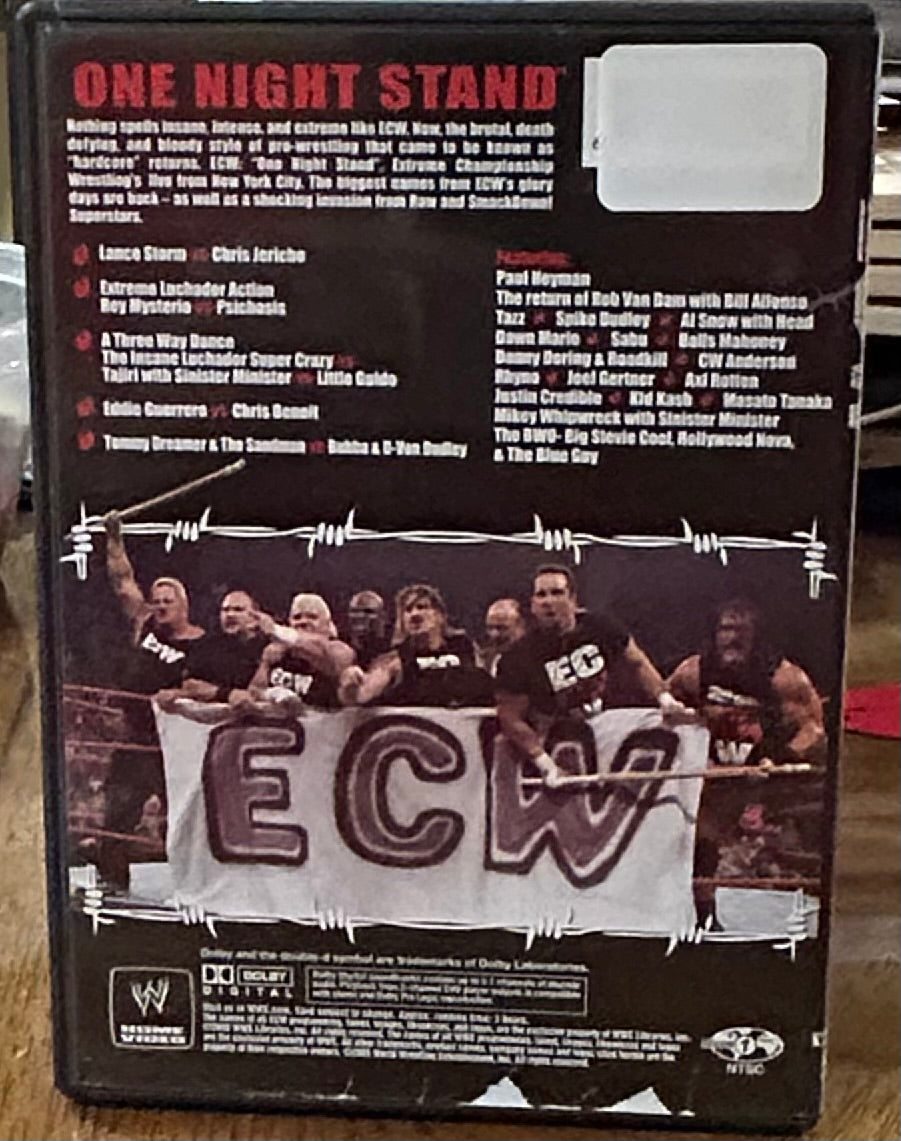 ONE NIGHT STAND™
Nothing spells insane, intense, and extreme like ECW. Now, the brutal, death
defying, and bloody style of pro-wrestling that came to be known as
"hardcore" returns. ECW: "One Night Stand", Extreme Championship
Wrestling's live from New York City. The biggest names from ECW's glory
days are back – as well as a shocking invasion from Raw and SmackDown!
Superstars.
Lance Storm vs Chris Jericho
Extreme Luchador Action
Rey Mysterio vs Psichosis
A Three Way Dance
The Insane Luchador Super Crazy vs
Tajiri with Sinister Minister vs Little Guido
Eddie Guerrero vs Chris Benoit
Tommy Dreamer & The Sandman vs Bubba & D-Von Dudley
Featuring:
Paul Heyman
The return of Rob Van Dam with Bill Alfonso
Tazz Spike Dudley Al Snow with Head
Dawn Marie Sabu Balls Mahoney
Danny Doring & Roadkill CW Anderson
Rhyno Joel Gertner Axl Rotten
Justin Credible Kid Kash Masato Tanaka
Mikey Whipwreck with Sinister Minister
The BWO- Big Stevie Cool, Hollywood Nova,
& The Blue Guy
ECW
ECW
EC
ECW
W
HOME
VIDEO
Dolby and the double-d symbol are trademarks of Dolby Laboratories.
DOLBY
DIGITAL
1
NTSC